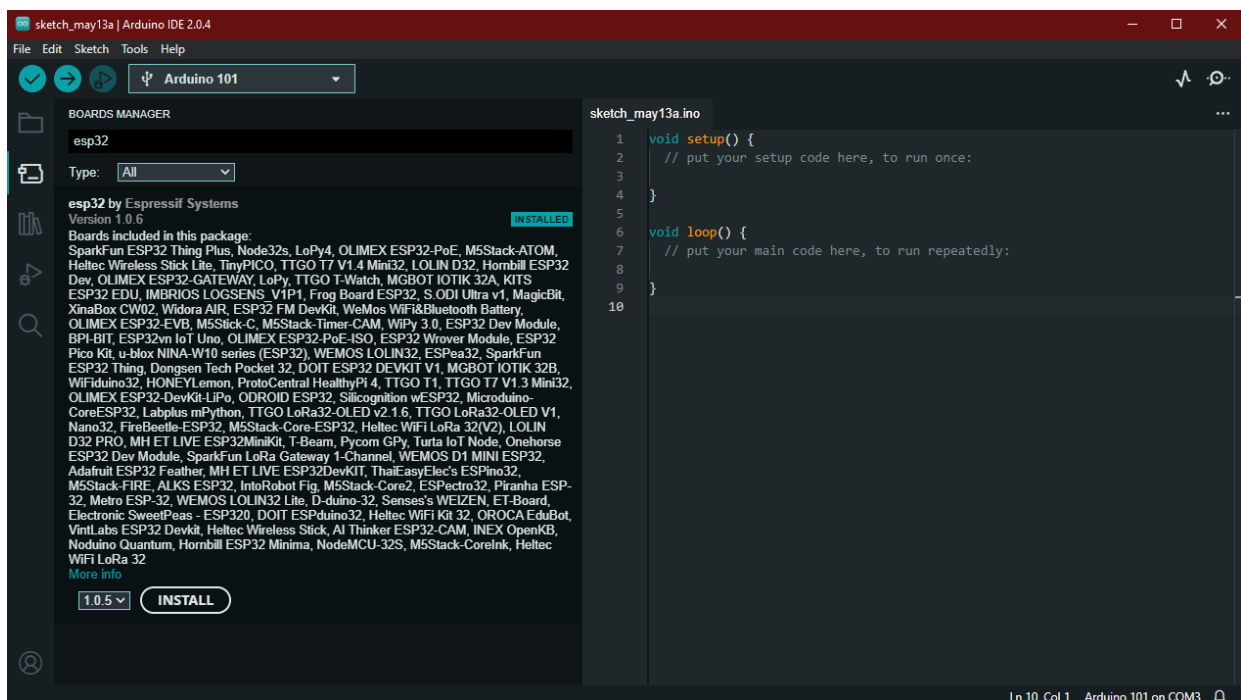 sketch_may13a | Arduino IDE 2.0.4
File Edit Sketch Tools Help
Arduino 101
BOARDS MANAGER
esp32
Type: All
esp32 by Espressif Systems
Version 1.0.6
INSTALLED
Boards included in this package:
SparkFun ESP32 Thing Plus, Node32s, LoPy4, OLIMEX ESP32-PoE, M5Stack-ATOM,
Heltec Wireless Stick Lite, TinyPICO, TTGO T7 V1.4 Mini32, LOLIN D32, Hornbill ESP32
Dev, OLIMEX ESP32-GATEWAY, LoPy, TTGO T-Watch, MGBOT IOTIK 32A, KITS
ESP32 EDU, IMBRIOS LOGSENS_V1P1, Frog Board ESP32, S.ODI Ultra v1, MagicBit,
XinaBox CW02, Widora AIR, ESP32 FM DevKit, WeMos WiFi&Bluetooth Battery,
OLIMEX ESP32-EVB, M5Stick-C, M5Stack-Timer-CAM, WiPy 3.0, ESP32 Dev Module,
BPI-BIT, ESP32vn IoT Uno, OLIMEX ESP32-PoE-ISO, ESP32 Wrover Module, ESP32
Pico Kit, u-blox NINA-W10 series (ESP32), WEMOS LOLIN32, ESPea32, SparkFun
ESP32 Thing, Dongsen Tech Pocket 32, DOIT ESP32 DEVKIT V1, MGBOT IOTIK 32B,
WiFiduino32, HONEYLemon, ProtoCentral HealthyPi 4, TTGO T1, TTGO T7 V1.3 Mini32,
OLIMEX ESP32-DevKit-LiPo, ODROID ESP32, Silicognition wESP32, Microduino-
CoreESP32, Labplus mPython, TTGO LoRa32-OLED v2.1.6, TTGO LoRa32-OLED V1,
Nano32, FireBeetle-ESP32, M5Stack-Core-ESP32, Heltec WiFi LoRa 32(V2), LOLIN
D32 PRO, MH ET LIVE ESP32MiniKit, T-Beam, Pycom GPy, Turta IoT Node, Onehorse
ESP32 Dev Module, SparkFun LoRa Gateway 1-Channel, WEMOS D1 MINI ESP32,
Adafruit ESP32 Feather, MH ET LIVE ESP32DevKIT, ThaiEasyElec's ESPino32,
M5Stack-FIRE, ALKS ESP32, IntoRobot Fig, M5Stack-Core2, ESPectro32, Piranha ESP-
32, Metro ESP-32, WEMOS LOLIN32 Lite, D-duino-32, Senses's WEIZEN, ET-Board,
Electronic SweetPeas - ESP320, DOIT ESPduino32, Heltec WiFi Kit 32, OROCA EduBot,
VintLabs ESP32 Devkit, Heltec Wireless Stick, AI Thinker ESP32-CAM, INEX OpenKB,
Noduino Quantum, Hornbill ESP32 Minima, NodeMCU-32S, M5Stack-CoreInk, Heltec
WiFi LoRa 32
More info
1.0.5 INSTALL
sketch_may13a.ino
1 void setup() {
2 // put your setup code here, to run once:
3
4 }
5
6 void loop() {
7 // put your main code here, to run repeatedly:
8
9 }
10
Ln 10, Col 1 Arduino 101 on COM3